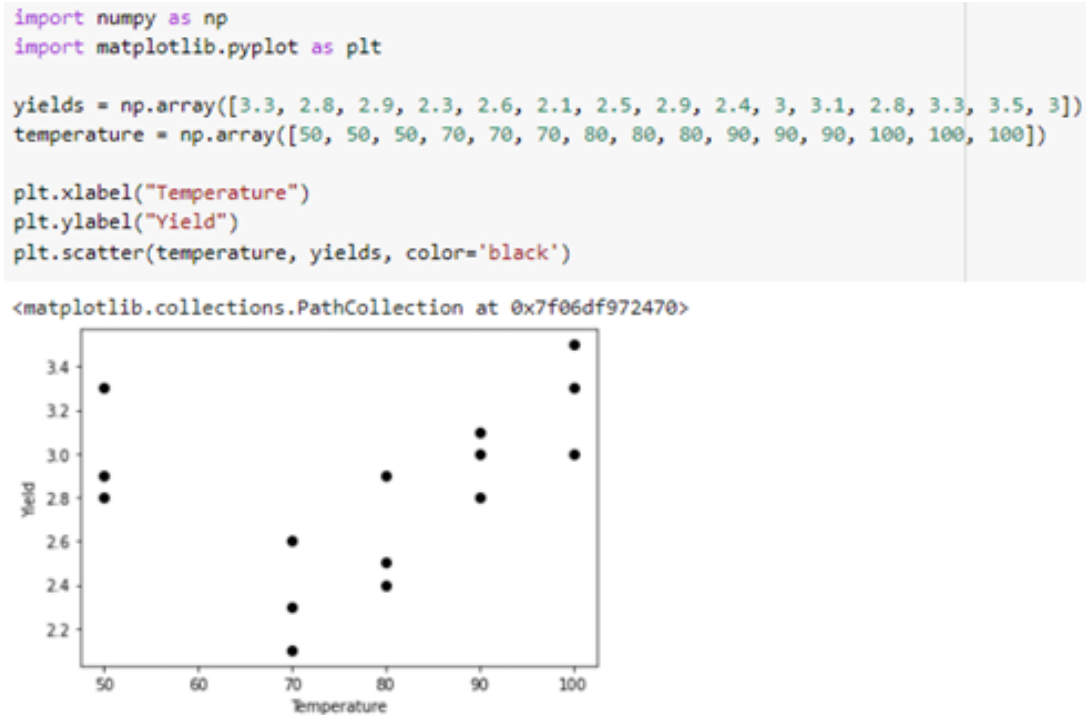 import numpy as np
import matplotlib.pyplot as plt
yields = np.array([3.3, 2.8, 2.9, 2.3, 2.6, 2.1, 2.5, 2.9, 2.4, 3, 3.1, 2.8, 3.3, 3.5, 3])
temperature = np.array([50, 50, 50, 70, 70, 70, 80, 80, 80, 90, 90, 90, 100, 100, 100])
plt.xlabel("Temperature")
plt.ylabel("Yield")
plt.scatter(temperature, yields, color='black')
<matplotlib.collections.PathCollection at 0x7f06df972470>
3.4
3.2
3.0
2.8
2.6
2.4
2.2
Yield
50 60 70 80 90 100
Temperature